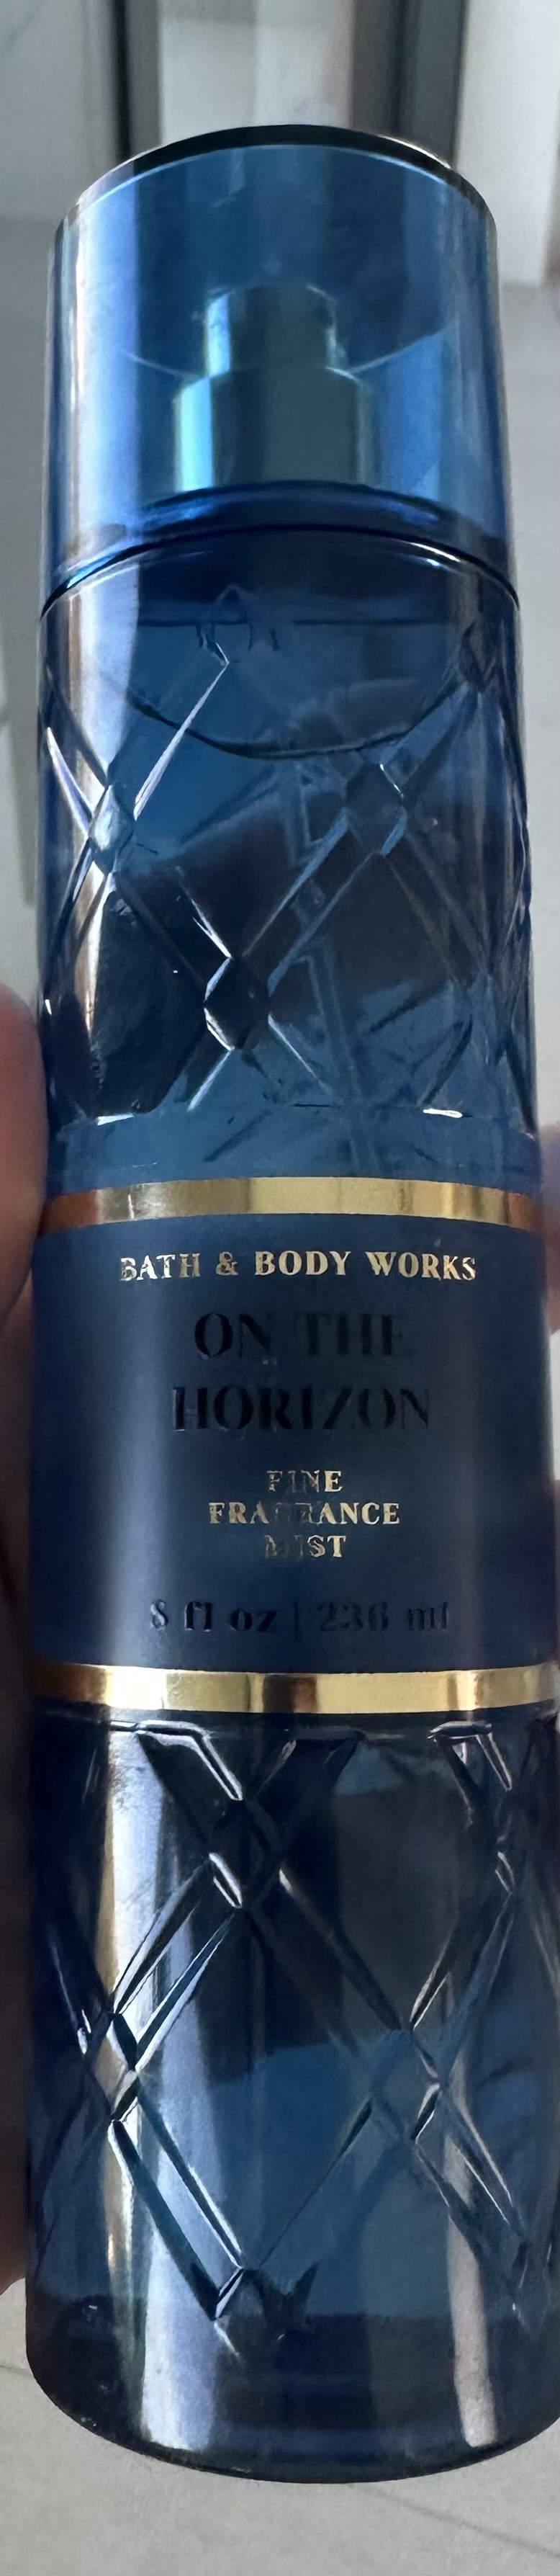 BATH & BODY WORKS
ON THE
HORIZON
FINE
FRAGRANCE
MIST
8 fl oz | 236 ml